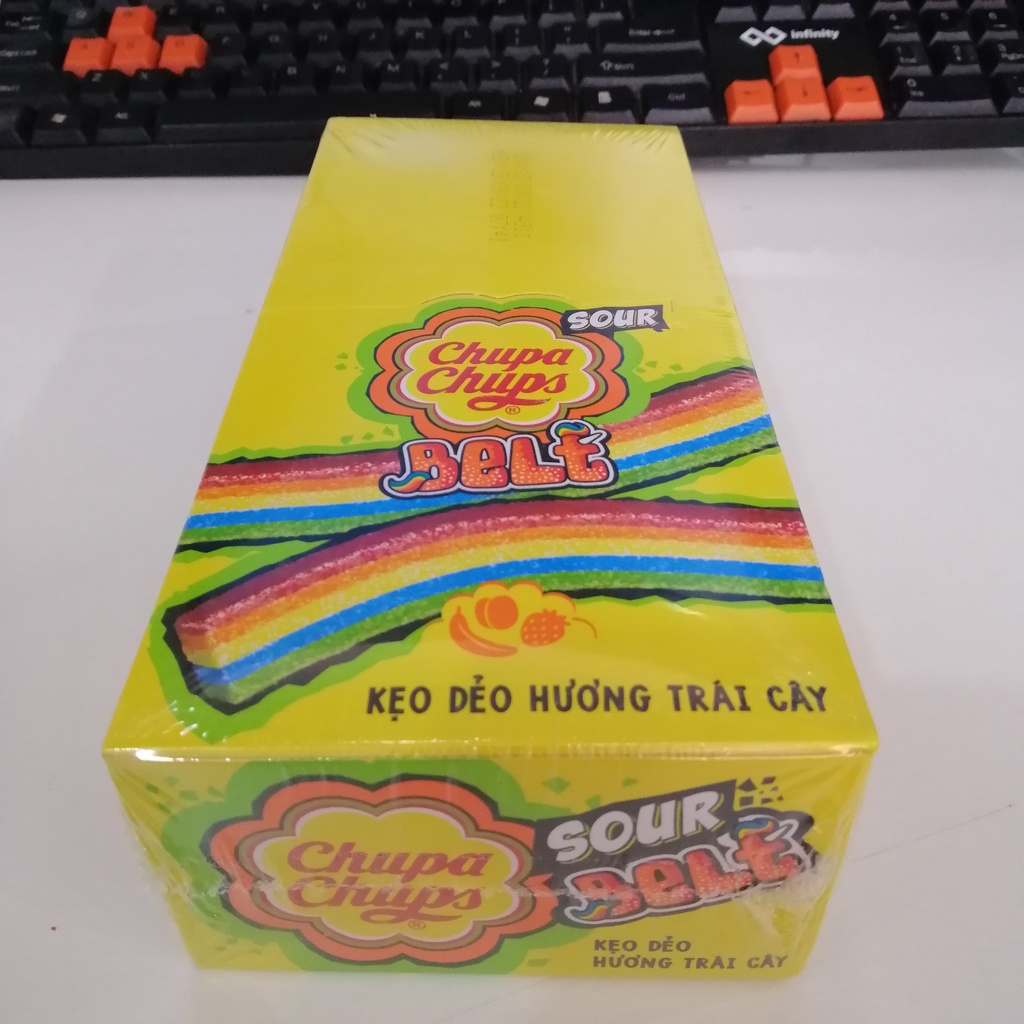 infinity
SOUR
Chupa
Chups
®
BELT
KẸO DẺO HƯƠNG TRÁI CÂY
Chupa
Chups
®
SOUR
BELT
KẸO DẺO
HƯƠNG TRÁI CÂY